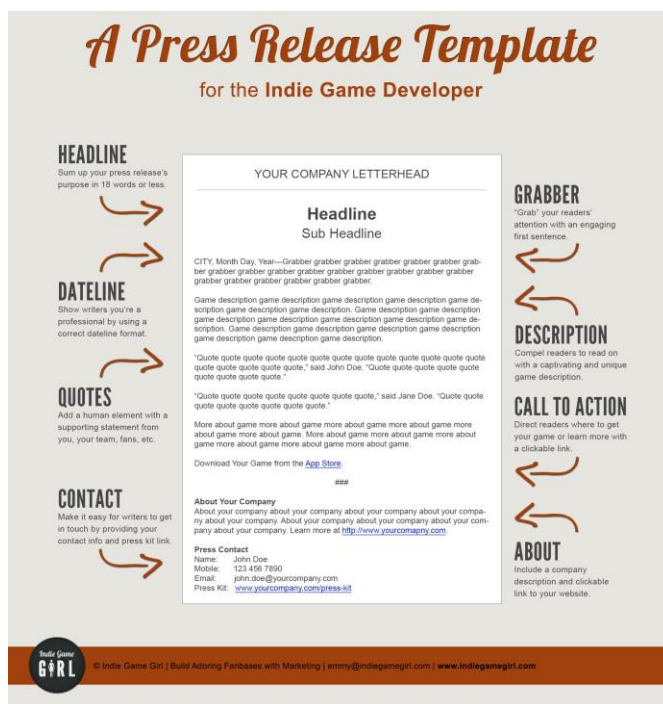 A Press Release Template
for the Indie Game Developer
HEADLINE
Sum up your press release's
purpose in 18 words or less.
DATELINE
Show writers you're a
professional by using a
correct dateline format.
QUOTES
Add a human element with a
supporting statement from
you, your team, fans, etc.
CONTACT
Make it easy for writers to get
in touch by providing your
contact info and press kit link.
YOUR COMPANY LETTERHEAD
Headline
Sub Headline
CITY, Month Day, Year—Grabber grabber grabber grabber grabber grabber grab-
ber grabber grabber grabber grabber grabber grabber grabber grabber grabber
grabber grabber grabber grabber grabber grabber.
Game description game description game description game description game de-
scription game description game description. Game description game description
game description game description game description game description game de-
scription. Game description game description game description game description
game description game description game description.
"Quote quote quote quote quote quote quote quote quote quote quote quote quote
quote quote quote quote quote," said John Doe. "Quote quote quote quote quote
quote quote quote quote."
"Quote quote quote quote quote quote quote quote," said Jane Doe. "Quote quote
quote quote quote quote quote quote quote."
More about game more about game more about game more about game more
about game more about game. More about game more about game more about
game more about game more about game more about game.
Download Your Game from the App Store.
###
About Your Company
About your company about your company about your company about your compa-
ny about your company. About your company about your company about your com-
pany about your company. Learn more at http://www.yourcomapny.com.
Press Contact
Name: John Doe
Mobile: 123 456 7890
Email: john.doe@yourcompany.com
Press Kit: www.yourcompany.com/press-kit
GRABBER
"Grab" your readers'
attention with an engaging
first sentence.
DESCRIPTION
Compel readers to read on
with a captivating and unique
game description.
CALL TO ACTION
Direct readers where to get
your game or learn more with
a clickable link.
ABOUT
Include a company
description and clickable
link to your website.
Indie Game
GIRL
© Indie Game Girl | Build Adoring Fanbases with Marketing | emmy@indiegamegirl.com | www.indiegamegirl.com